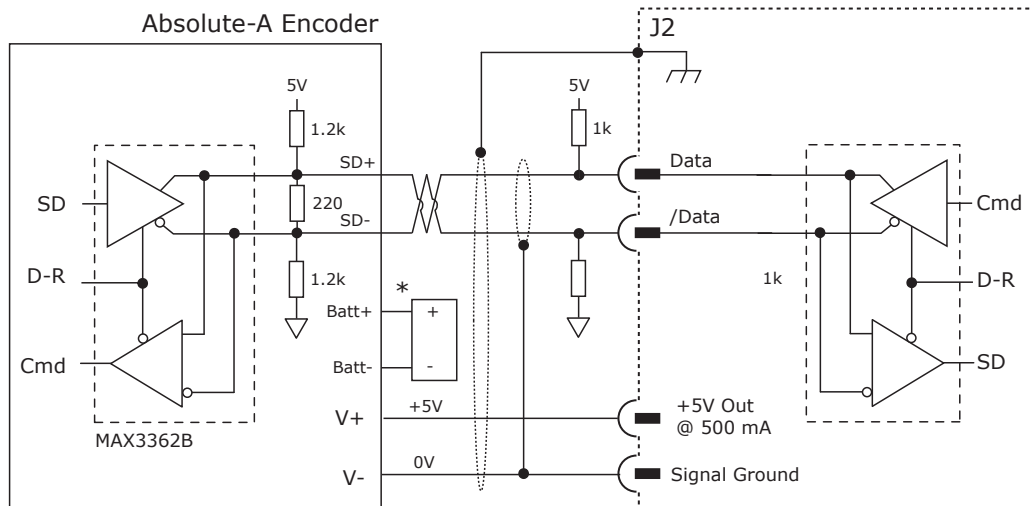 Absolute-A Encoder
J2
5V
5V
1.2k
1k
SD+
Data
SD
220
Cmd
SD-
/Data
D-R
1.2k
1k
D-R
*
Batt+
+
Cmd
Batt-
-
SD
MAX3362B
V+
+5V
+5V Out
@ 500 mA
V-
0V
Signal Ground